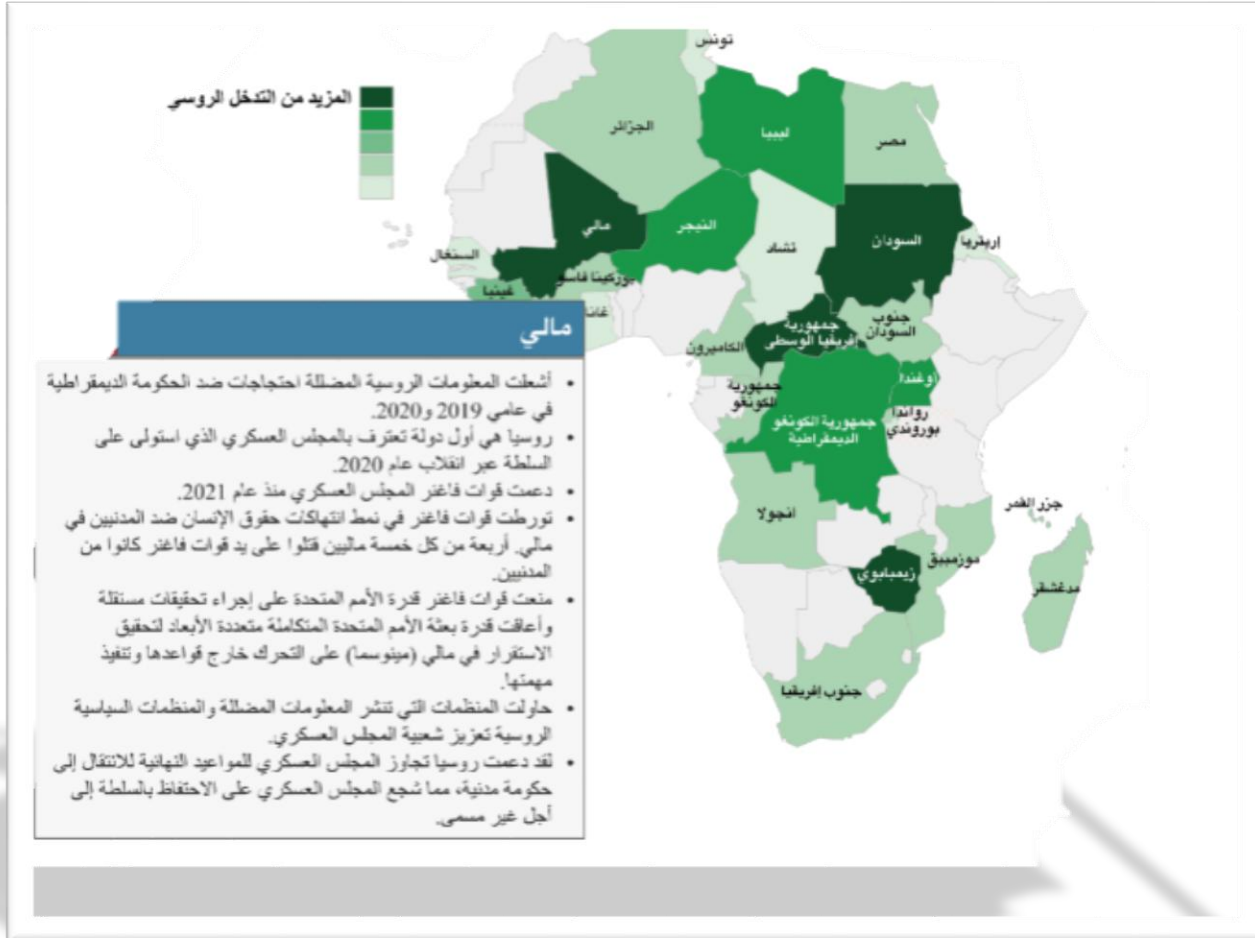 تونس
المزيد من التدخل الروسي
الجزائر
ليبيا
مصر
مالي
النيجر
تشاد
السودان
إريتريا
السنغال
بوركينا فاسو
غينيا
غانا
جنوب
السودان
جمهورية
إفريقيا الوسطى
الكاميرون
أوغندا
جمهورية
الكونغو
رواندا
بوروندي
جمهورية الكونغو
الديمقراطية
جزر القمر
أنجولا
موزمبيق
زيمبابوي
مدغشقر
جنوب إفريقيا
مالي
• أشعلت المعلومات الروسية المضللة احتجاجات ضد الحكومة الديمقراطية
في عامي 2019 و2020.
• روسيا هي أول دولة تعترف بالمجلس العسكري الذي استولى على
السلطة عبر انقلاب عام 2020.
• دعمت قوات فاغنر المجلس العسكري منذ عام 2021.
• تورطت قوات فاغنر في نمط انتهاكات حقوق الإنسان ضد المدنيين في
مالي. أربعة من كل خمسة ماليين قتلوا على يد قوات فاغنر كانوا من
المدنيين.
• منعت قوات فاغنر قدرة الأمم المتحدة على إجراء تحقيقات مستقلة
وأعاقت قدرة بعثة الأمم المتحدة المتكاملة متعددة الأبعاد لتحقيق
الاستقرار في مالي (مينوسما) على التحرك خارج قواعدها وتنفيذ
مهمتها.
• حاولت المنظمات التي تنشر المعلومات المضللة والمنظمات السياسية
الروسية تعزيز شعبية المجلس العسكري.
• لقد دعمت روسيا تجاوز المجلس العسكري للمواعيد النهائية للانتقال إلى
حكومة مدنية، مما شجع المجلس العسكري على الاحتفاظ بالسلطة إلى
أجل غير مسمى.